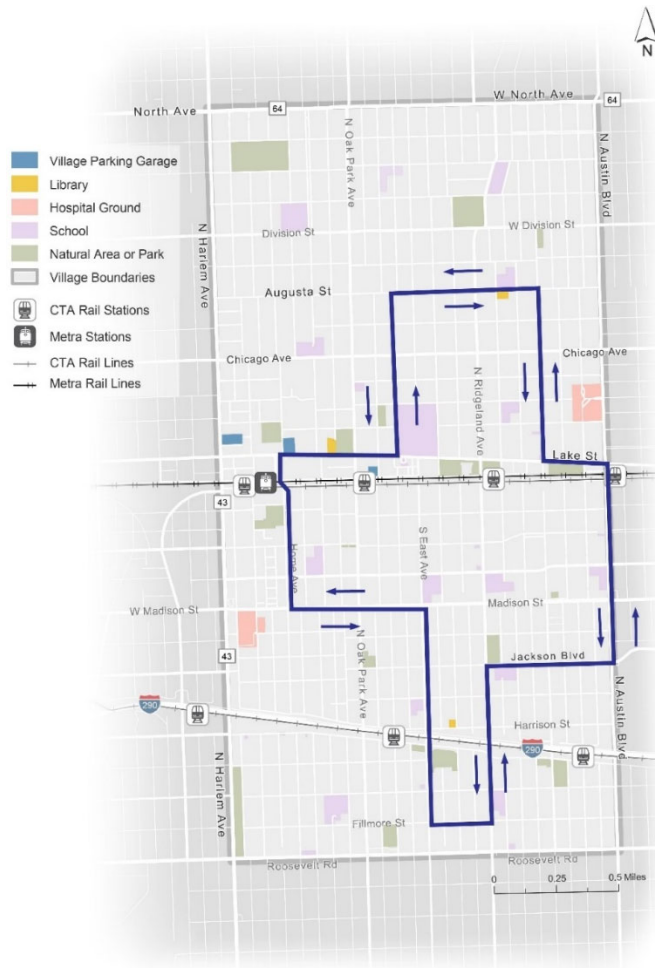 N
W North Ave
North Ave
64
64
N Oak Park Ave
N Austin Blvd
N Harlem Ave
Village Parking Garage
Library
Hospital Ground
School
Natural Area or Park
Village Boundaries
CTA Rail Stations
Metra Stations
CTA Rail Lines
Metra Rail Lines
Division St
W Division St
Augusta St
Chicago Ave
Chicago Ave
N Ridgeland Ave
Lake St
43
Home Ave
S East Ave
W Madison St
Madison St
N Oak Park Ave
43
Jackson Blvd
N Austin Blvd
290
Harrison St
290
N Harlem Ave
Fillmore St
Roosevelt Rd
Roosevelt Rd
0 0.25 0.5 Miles